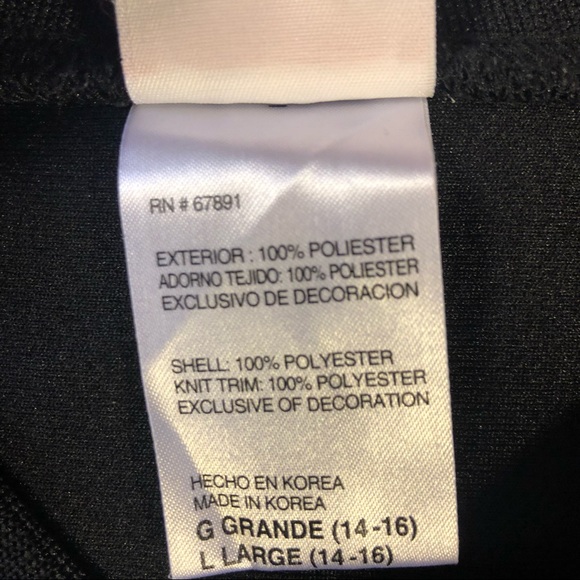 RN # 67891
EXTERIOR : 100% POLIESTER
ADORNO TEJIDO: 100% POLIESTER
EXCLUSIVO DE DECORACION
SHELL: 100% POLYESTER
KNIT TRIM: 100% POLYESTER
EXCLUSIVE OF DECORATION
HECHO EN KOREA
MADE IN KOREA
G GRANDE (14-16)
L LARGE (14-16)